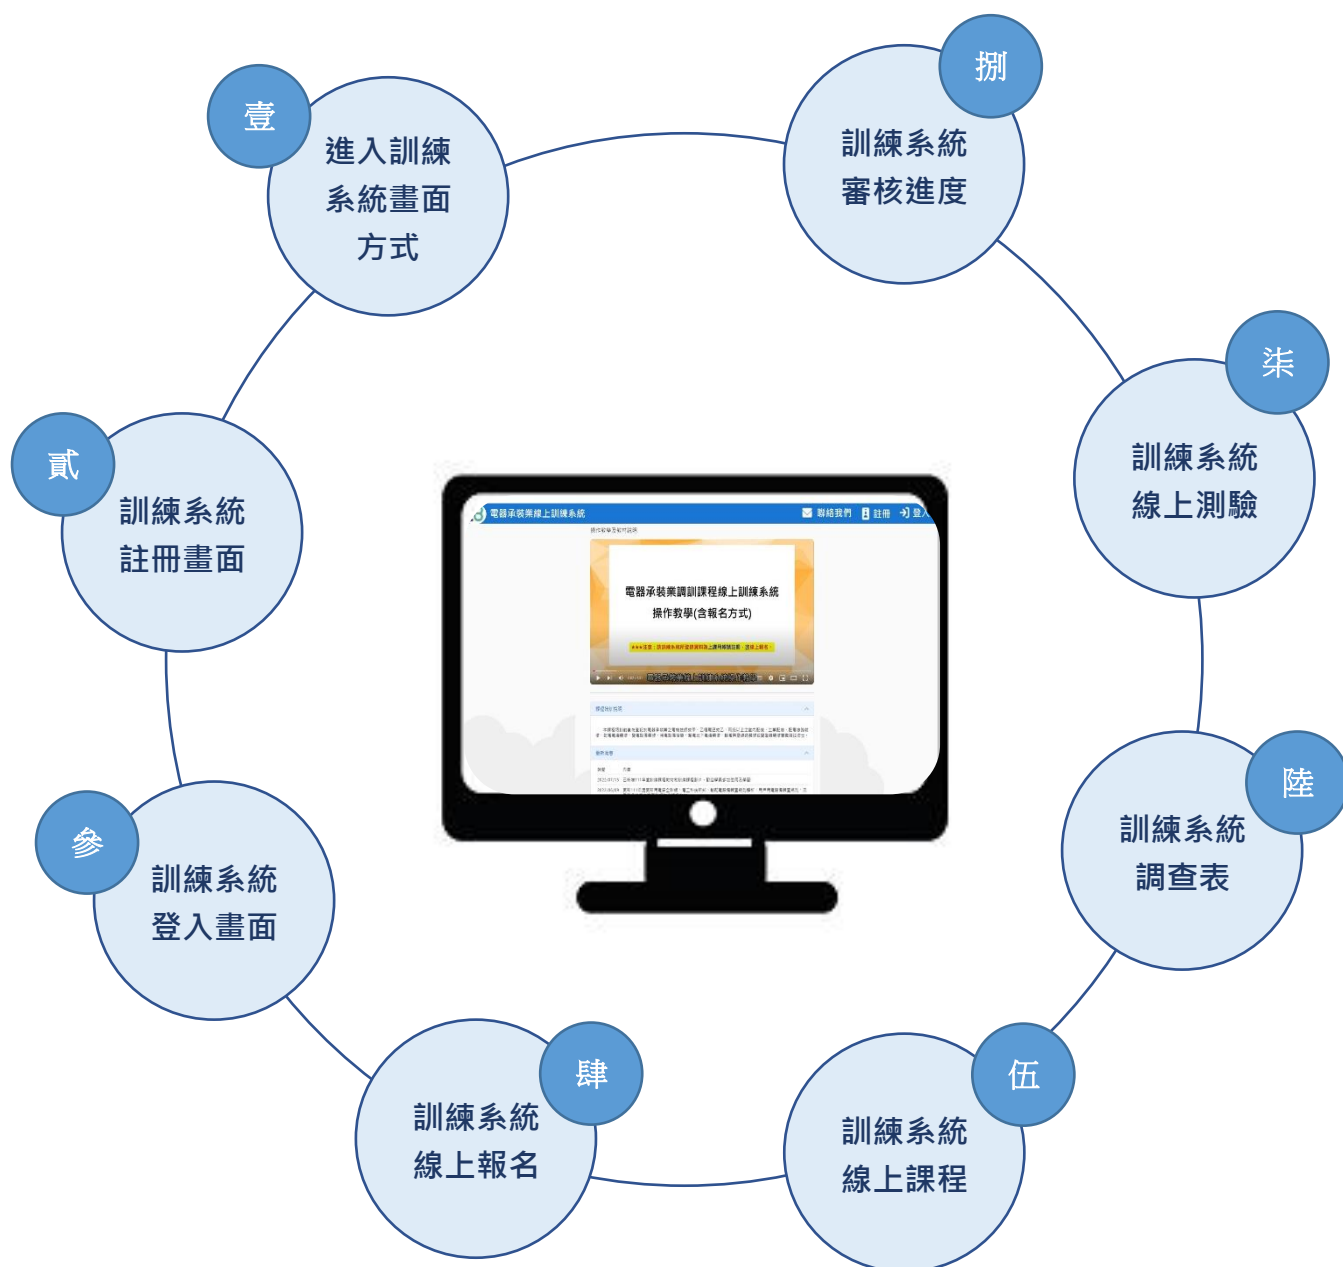 壹
進入訓練
系統畫面
方式
貳
訓練系統
註冊畫面
參
訓練系統
登入畫面
肆
訓練系統
線上報名
伍
訓練系統
線上課程
陸
訓練系統
調查表
柒
訓練系統
線上測驗
捌
訓練系統
審核進度
電器承裝業線上訓練系統
聯絡我們 註冊 登入
電器承裝業調訓課程線上訓練系統
操作教學(含報名方式)